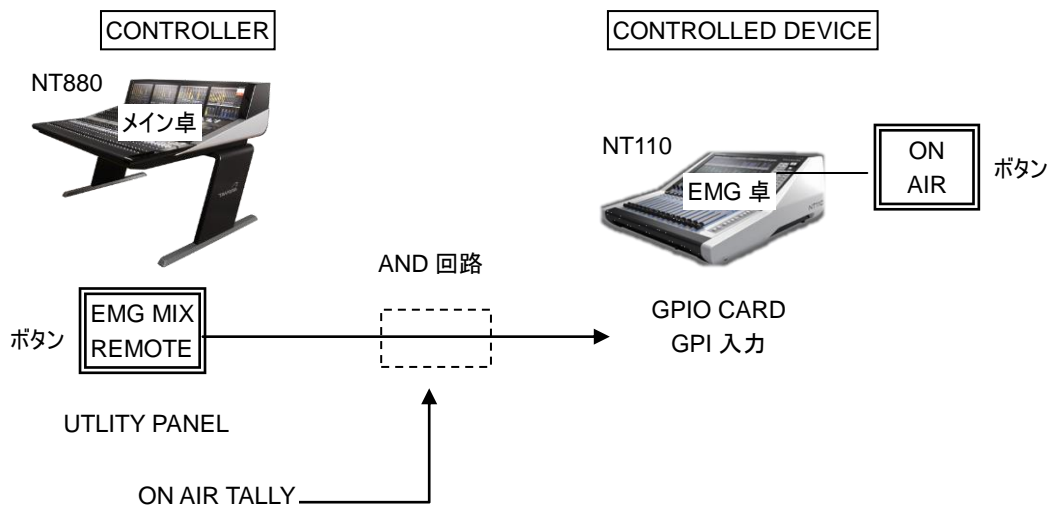 CONTROLLER
CONTROLLED DEVICE
NT880
メイン卓
NT110
EMG 卓
ON
AIR
ボタン
AND 回路
ボタン
EMG MIX
REMOTE
GPIO CARD
GPI 入力
UTLITY PANEL
ON AIR TALLY